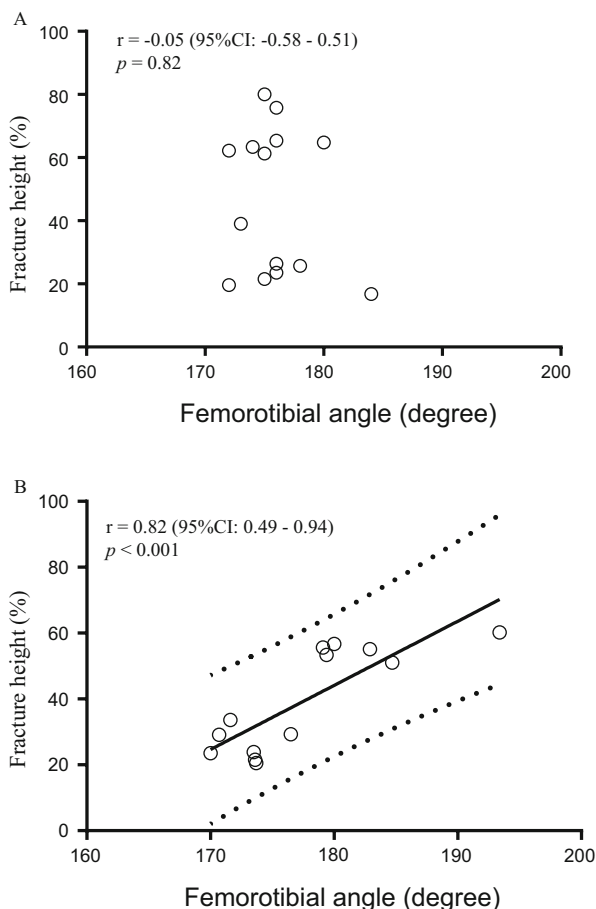 A
r = -0.05 (95%CI: -0.58 - 0.51)
p = 0.82
100
80
60
40
20
0
Fracture height (%)
160
170
180
190
200
Femorotibial angle (degree)
B
r = 0.82 (95%CI: 0.49 - 0.94)
p < 0.001
100
80
60
40
20
0
Fracture height (%)
160
170
180
190
200
Femorotibial angle (degree)